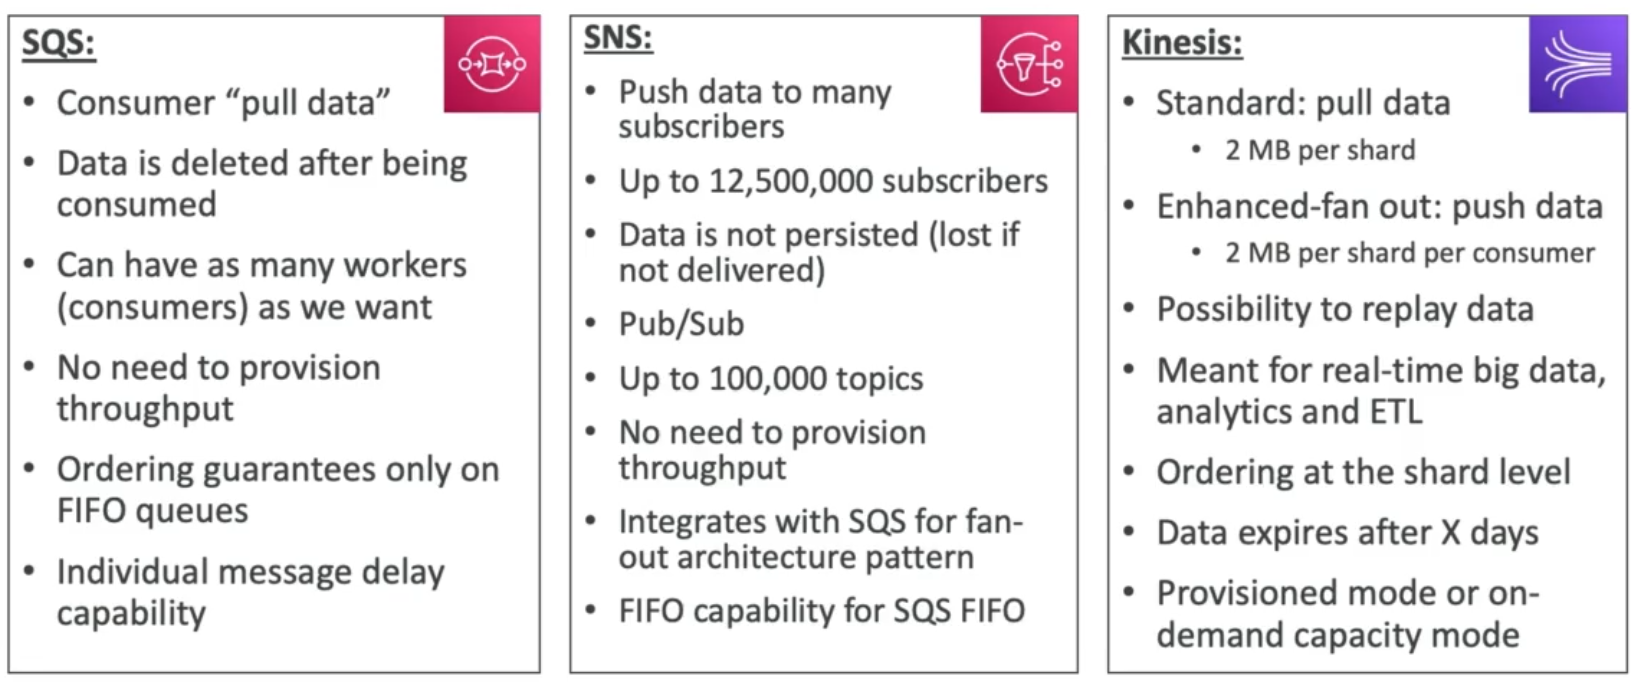 SQS:
• Consumer “pull data”
• Data is deleted after being
consumed
• Can have as many workers
(consumers) as we want
• No need to provision
throughput
• Ordering guarantees only on
FIFO queues
• Individual message delay
capability
SNS:
• Push data to many
subscribers
• Up to 12,500,000 subscribers
• Data is not persisted (lost if
not delivered)
• Pub/Sub
• Up to 100,000 topics
• No need to provision
throughput
• Integrates with SQS for fan-
out architecture pattern
• FIFO capability for SQS FIFO
Kinesis:
• Standard: pull data
• 2 MB per shard
• Enhanced-fan out: push data
• 2 MB per shard per consumer
• Possibility to replay data
• Meant for real-time big data,
analytics and ETL
• Ordering at the shard level
• Data expires after X days
• Provisioned mode or on-
demand capacity mode